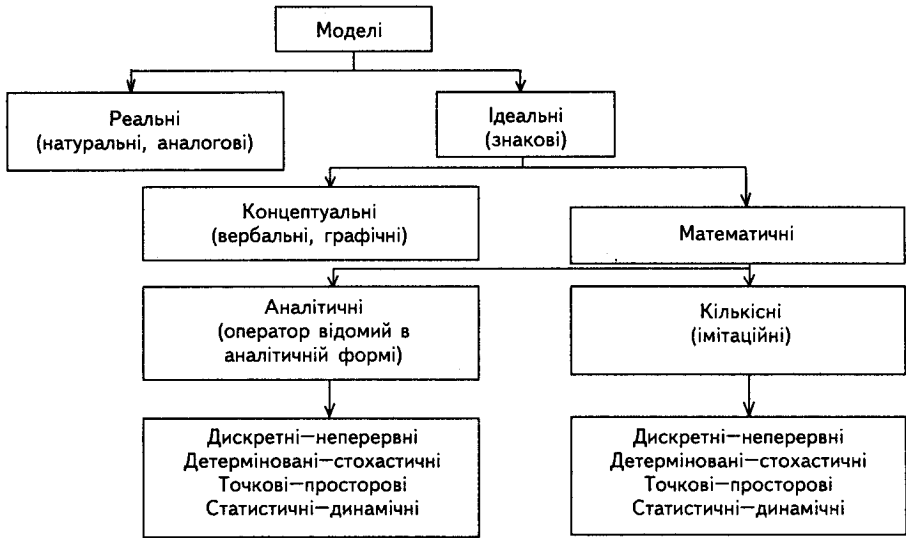 Моделі
Реальні
(натуральні, аналогові)
Ідеальні
(знакові)
Концептуальні
(вербальні, графічні)
Математичні
Аналітичні
(оператор відомий в
аналітичній формі)
Кількісні
(імітаційні)
Дискретні—неперервні
Детерміновані—стохастичні
Точкові—просторові
Статистичні—динамічні
Дискретні—неперервні
Детерміновані—стохастичні
Точкові—просторові
Статистичні—динамічні